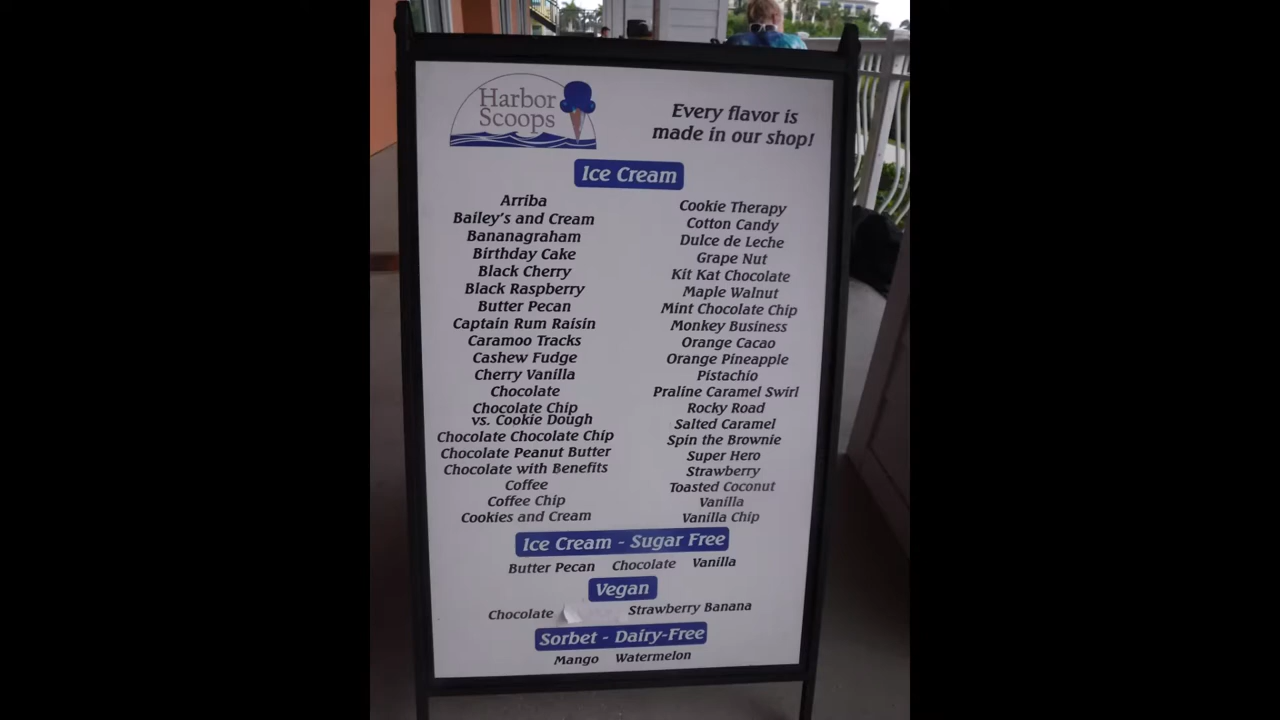 Harbor
Scoops
Every flavor is
made in our shop!
Ice Cream
Arriba
Bailey's and Cream
Bananagraham
Birthday Cake
Black Cherry
Black Raspberry
Butter Pecan
Captain Rum Raisin
Caramoo Tracks
Cashew Fudge
Cherry Vanilla
Chocolate
Chocolate Chip
vs. Cookie Dough
Chocolate Chocolate Chip
Chocolate Peanut Butter
Chocolate with Benefits
Coffee
Coffee Chip
Cookies and Cream
Cookie Therapy
Cotton Candy
Dulce de Leche
Grape Nut
Kit Kat Chocolate
Maple Walnut
Mint Chocolate Chip
Monkey Business
Orange Cacao
Orange Pineapple
Pistachio
Praline Caramel Swirl
Rocky Road
Salted Caramel
Spin the Brownie
Super Hero
Strawberry
Toasted Coconut
Vanilla
Vanilla Chip
Ice Cream - Sugar Free
Butter Pecan Chocolate Vanilla
Vegan
Chocolate Strawberry Banana
Sorbet - Dairy-Free
Mango Watermelon